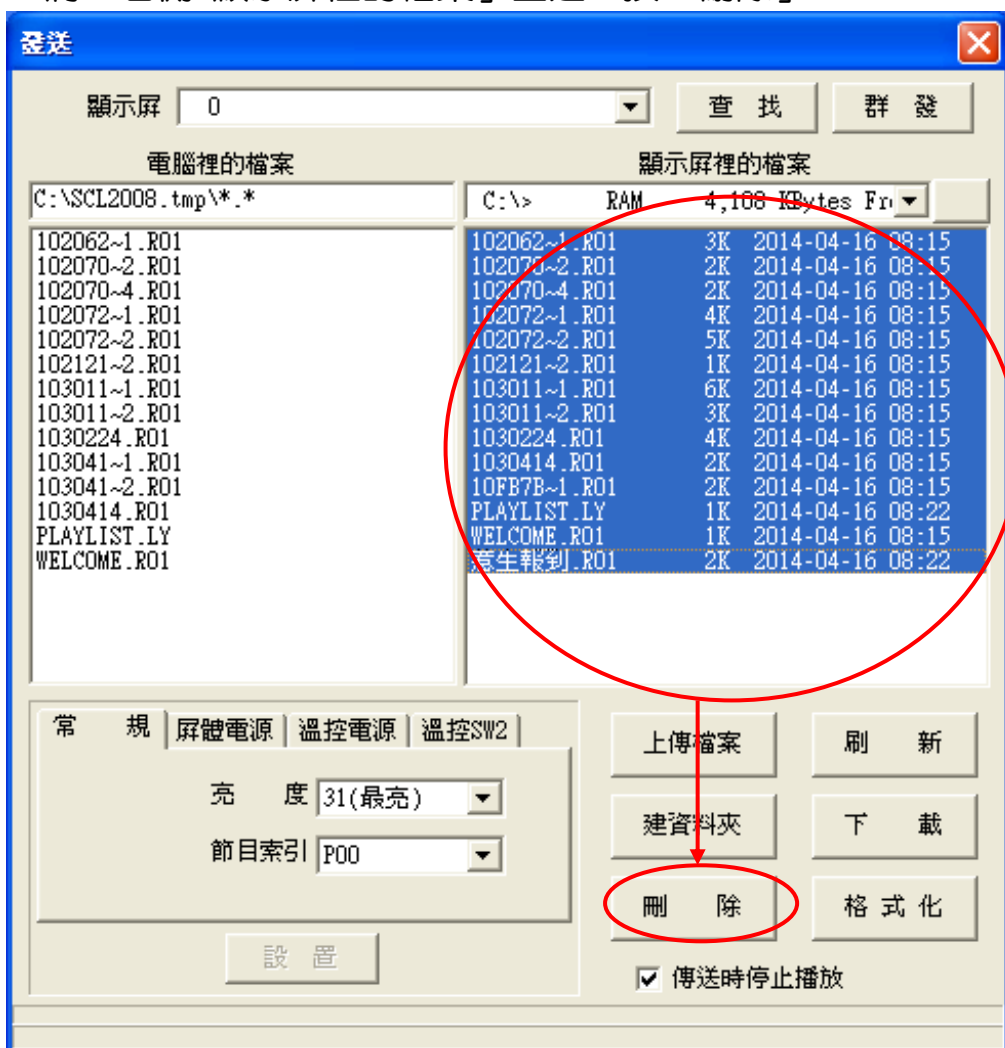 發送
顯示屏 0 查 找 群 發
電腦裡的檔案 顯示屏裡的檔案
C:\SCL2008.tmp\*.* C:\> RAM 4,108 KBytes Fr
102062~1.R01 102062~1.R01 3K 2014-04-16 08:15
102070~2.R01 102070~2.R01 2K 2014-04-16 08:15
102070~4.R01 102070~4.R01 2K 2014-04-16 08:15
102072~1.R01 102072~1.R01 4K 2014-04-16 08:15
102072~2.R01 102072~2.R01 5K 2014-04-16 08:15
102121~2.R01 102121~2.R01 1K 2014-04-16 08:15
103011~1.R01 103011~1.R01 6K 2014-04-16 08:15
103011~2.R01 103011~2.R01 3K 2014-04-16 08:15
1030224.R01 1030224.R01 4K 2014-04-16 08:15
103041~1.R01 1030414.R01 2K 2014-04-16 08:15
103041~2.R01 10FB7B~1.R01 2K 2014-04-16 08:15
1030414.R01 PLAYLIST.LY 1K 2014-04-16 08:22
PLAYLIST.LY WELCOME.R01 1K 2014-04-16 08:15
WELCOME.R01 生報到.R01 2K 2014-04-16 08:22
常 規 屏體電源 溫控電源 溫控SW2 上傳檔案 刷 新
亮 度 31(最亮) 建資料夾 下 載
節目索引 P00
刪 除 格 式 化
設 置
傳送時停止播放